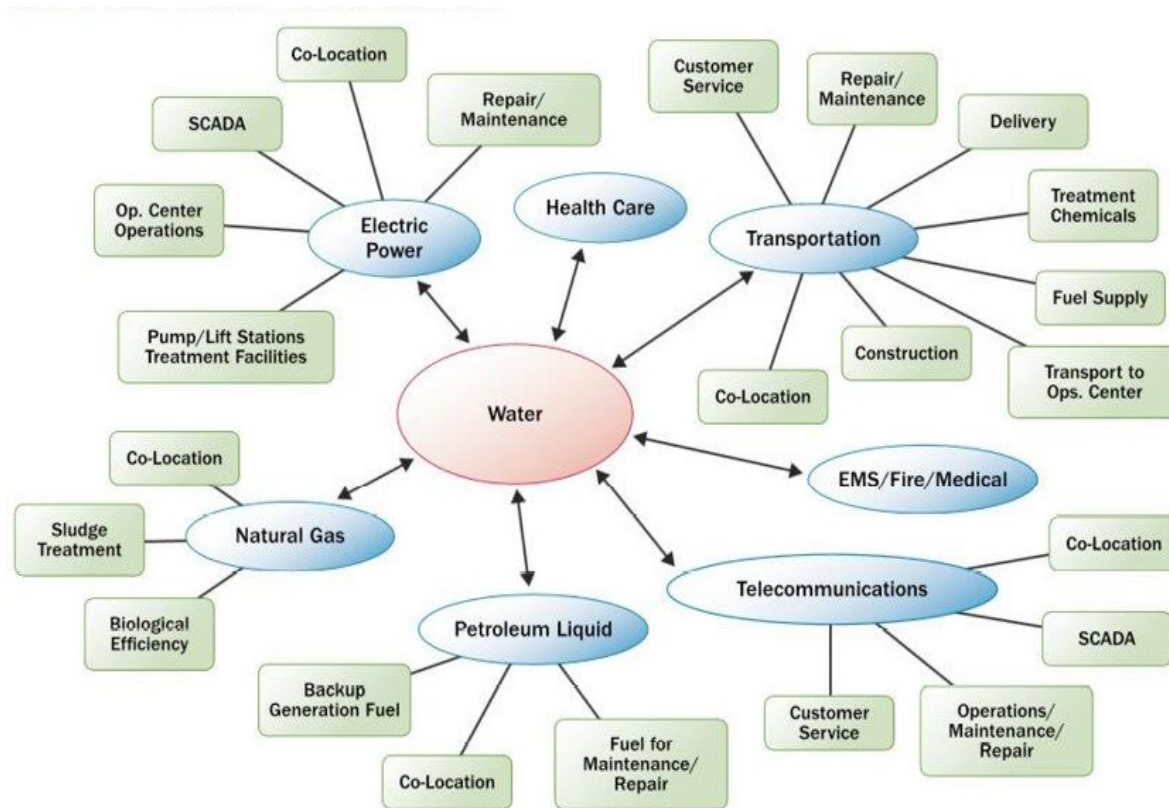 Co-Location
SCADA
Repair/
Maintenance
Op. Center
Operations
Electric
Power
Pump/Lift Stations
Treatment Facilities
Health Care
Customer
Service
Repair/
Maintenance
Delivery
Treatment
Chemicals
Transportation
Fuel Supply
Construction
Transport to
Ops. Center
Co-Location
Water
Co-Location
Sludge
Treatment
Natural Gas
Biological
Efficiency
EMS/Fire/Medical
Co-Location
Telecommunications
SCADA
Customer
Service
Operations/
Maintenance/
Repair
Petroleum Liquid
Backup
Generation Fuel
Co-Location
Fuel for
Maintenance/
Repair